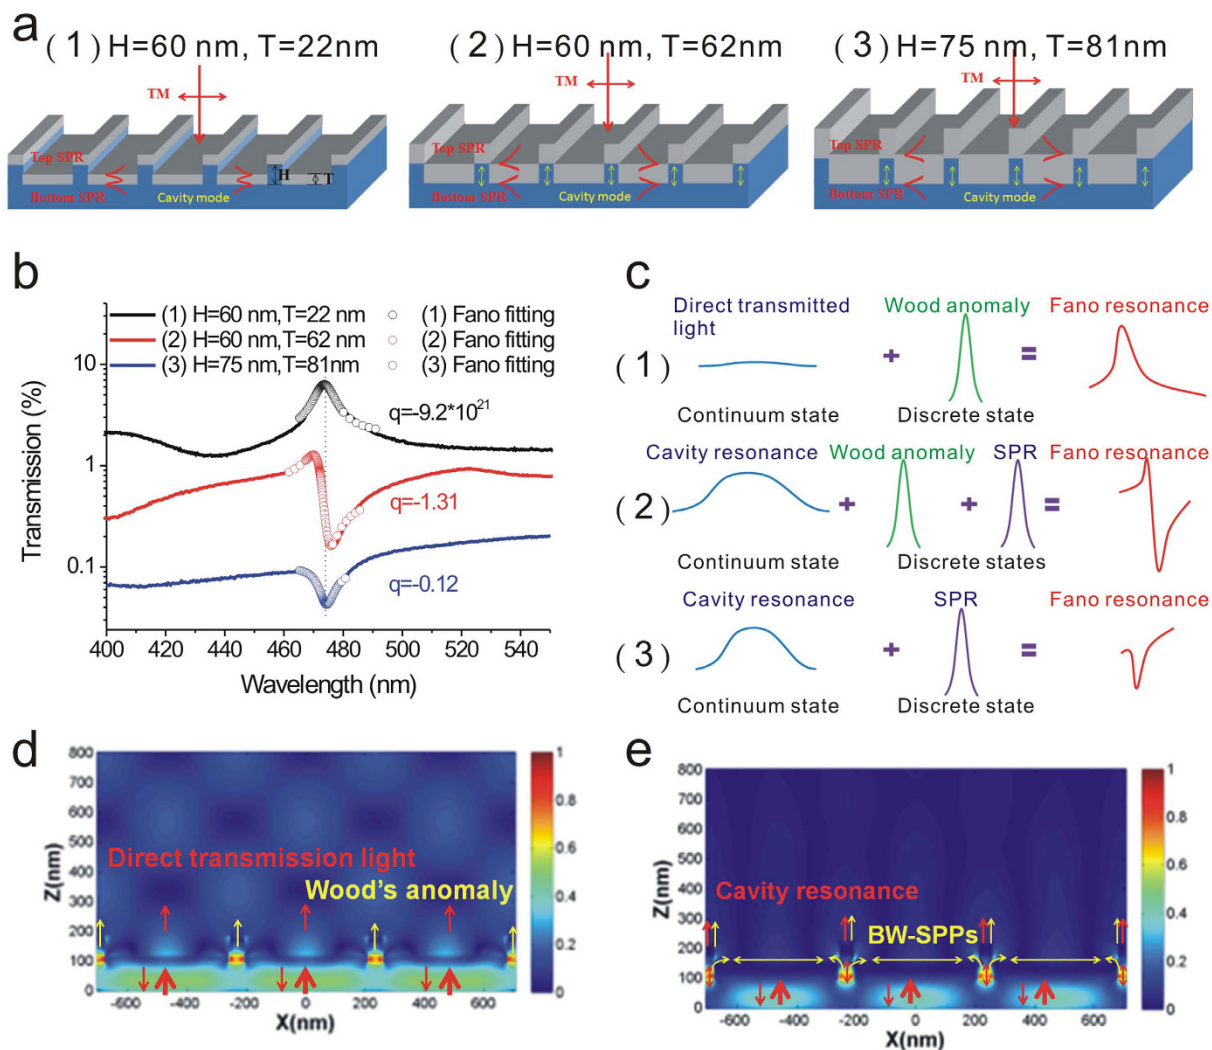 a
(1) H=60 nm, T=22nm
(2) H=60 nm, T=62nm
(3) H=75 nm, T=81nm
TM
TM
TM
Top SPR
H
T
Bottom SPR
Cavity mode
Top SPR
Bottom SPR
Cavity mode
Top SPR
Bottom SPR
Cavity mode
b
(1) H=60 nm,T=22 nm
(2) H=60 nm,T=62 nm
(3) H=75 nm,T=81nm
(1) Fano fitting
(2) Fano fitting
(3) Fano fitting
10
1
0.1
Transmission (%)
q=-9.2*10²¹
q=-1.31
q=-0.12
400 420 440 460 480 500 520 540
Wavelength (nm)
c
Direct transmitted
light
Wood anomaly
Fano resonance
(1)
+
=
Continuum state
Discrete state
Cavity resonance
Wood anomaly
SPR
Fano resonance
(2)
+
+
=
Continuum state
Discrete states
Cavity resonance
SPR
Fano resonance
(3)
+
=
Continuum state
Discrete state
d
800
700
600
500
400
300
200
100
0
Z(nm)
Direct transmission light
Wood's anomaly
-600 -400 -200 0 200 400 600
X(nm)
1
0.8
0.6
0.4
0.2
0
e
800
700
600
500
400
300
200
100
0
Z(nm)
Cavity resonance
BW-SPPs
-600 -400 -200 0 200 400 600
X(nm)
1
0.8
0.6
0.4
0.2
0